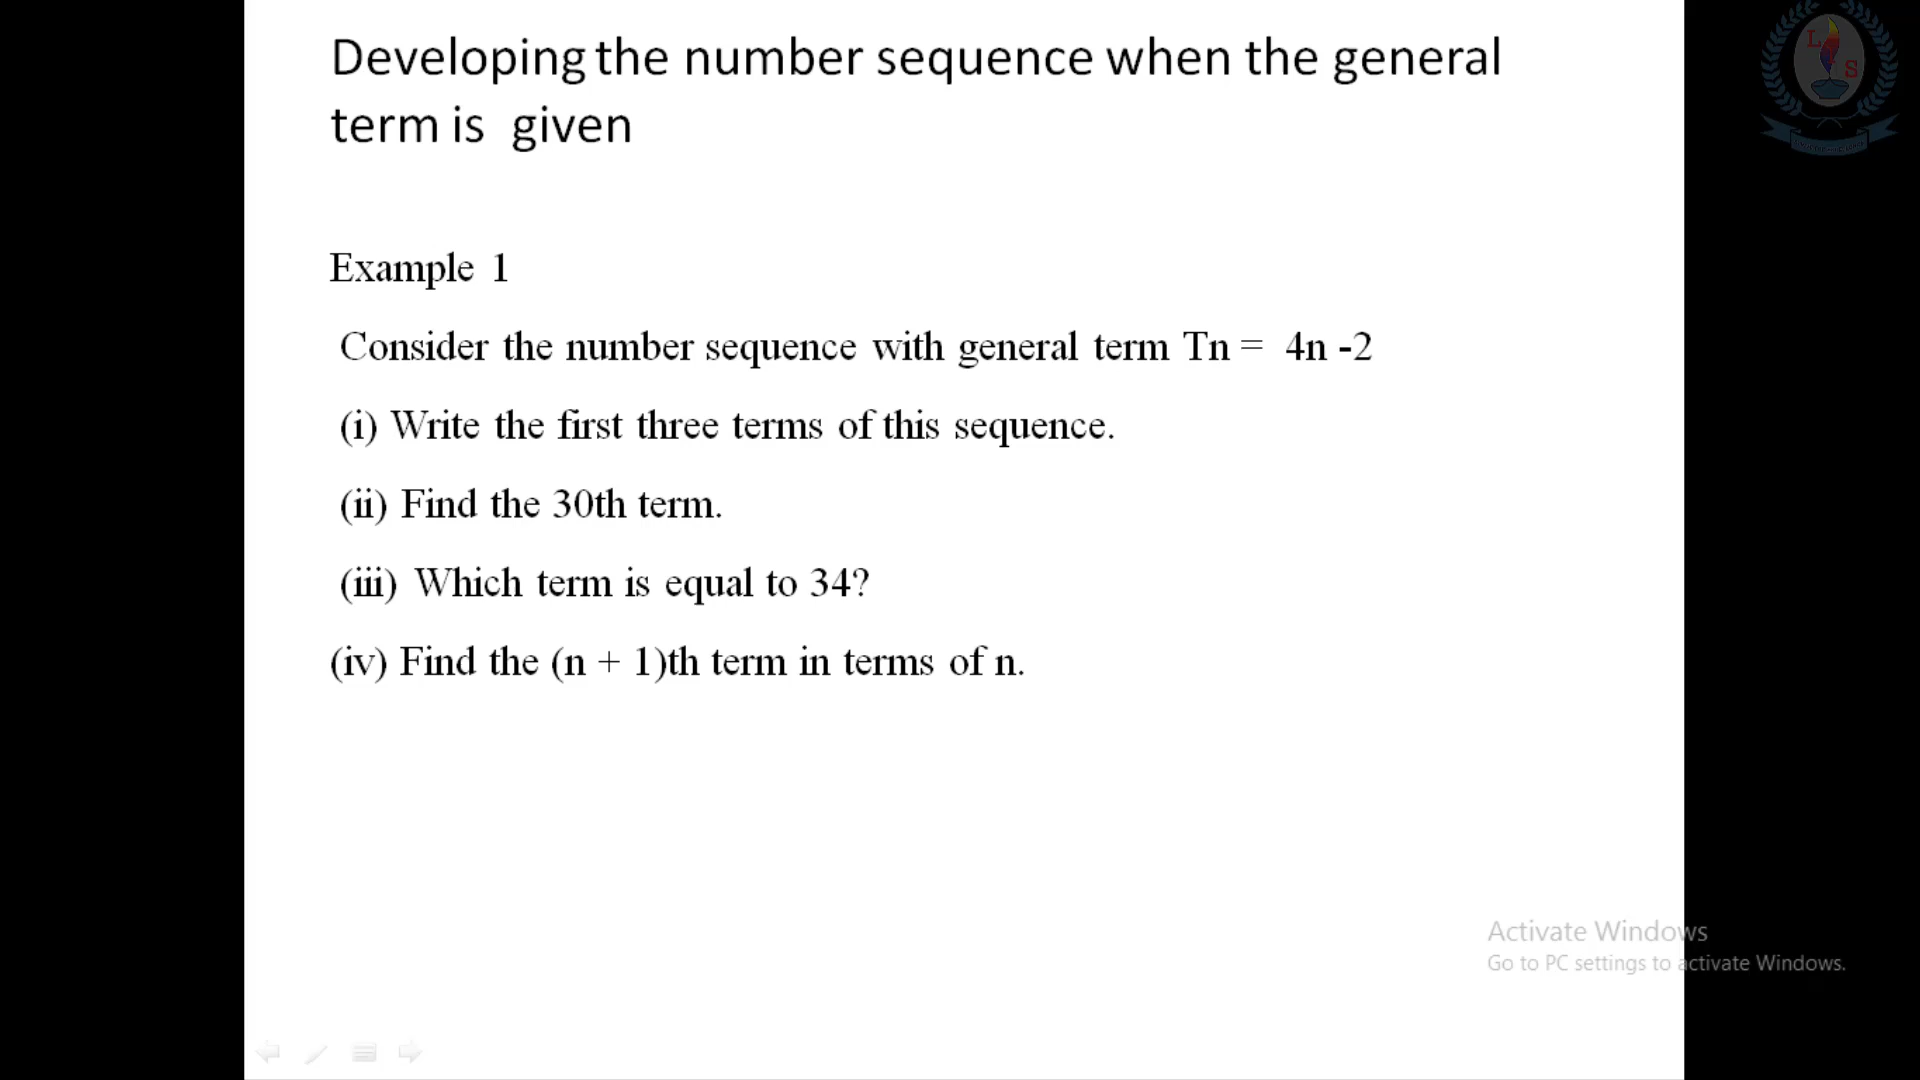 Developing the number sequence when the general
term is given
Example 1
Consider the number sequence with general term Tn = 4n -2
(i) Write the first three terms of this sequence.
(ii) Find the 30th term.
(iii) Which term is equal to 34?
(iv) Find the (n + 1)th term in terms of n.
L
S
Activate Windows
Go to PC settings to activate Windows.